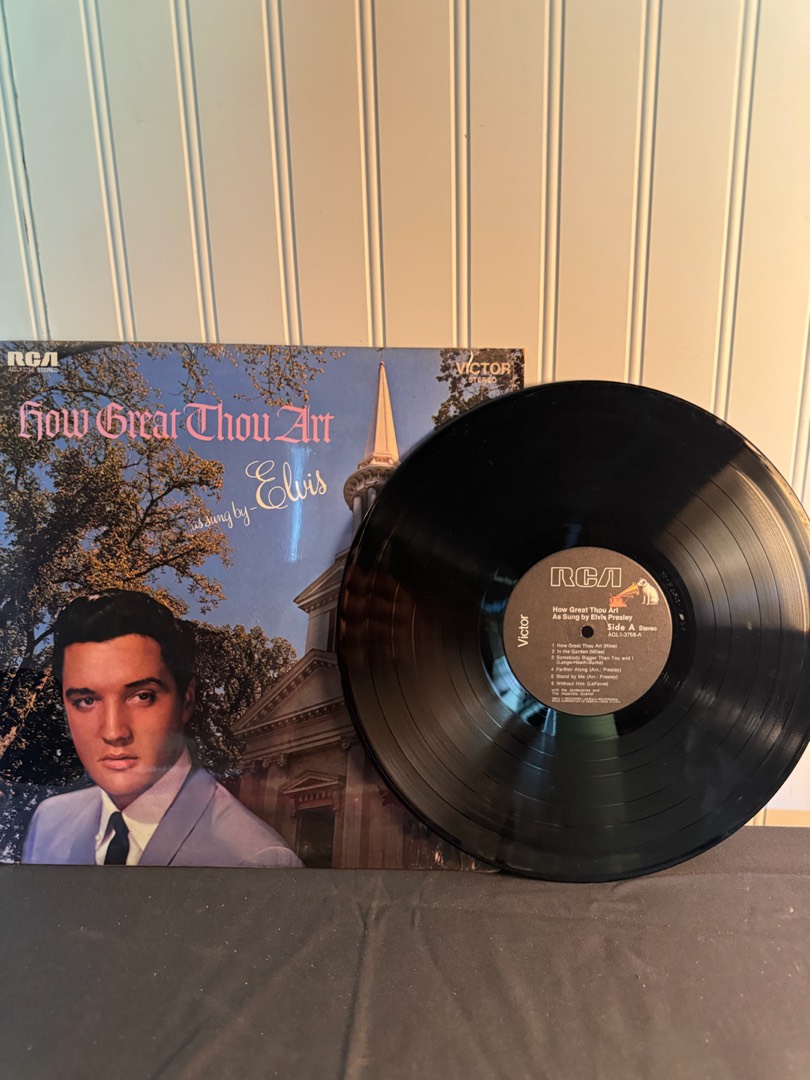 RCA
VICTOR
STEREO
How Great Thou Art
as sung by-
Elvis
RCA
Victor
How Great Thou Art
As Sung by Elvis Presley
Side A Stereo
AQL1-3758-A
1 How Great Thou Art (Hine)
2 In the Garden (Miles)
3 Somebody Bigger Than You and I
(Lange-Heath-Burke)
4 Farther Along (Arr.: Presley)
5 Stand by Me (Arr.: Presley)
6 Without Him (LeFevre)
with the Jordanaires and
The Imperials Quartet